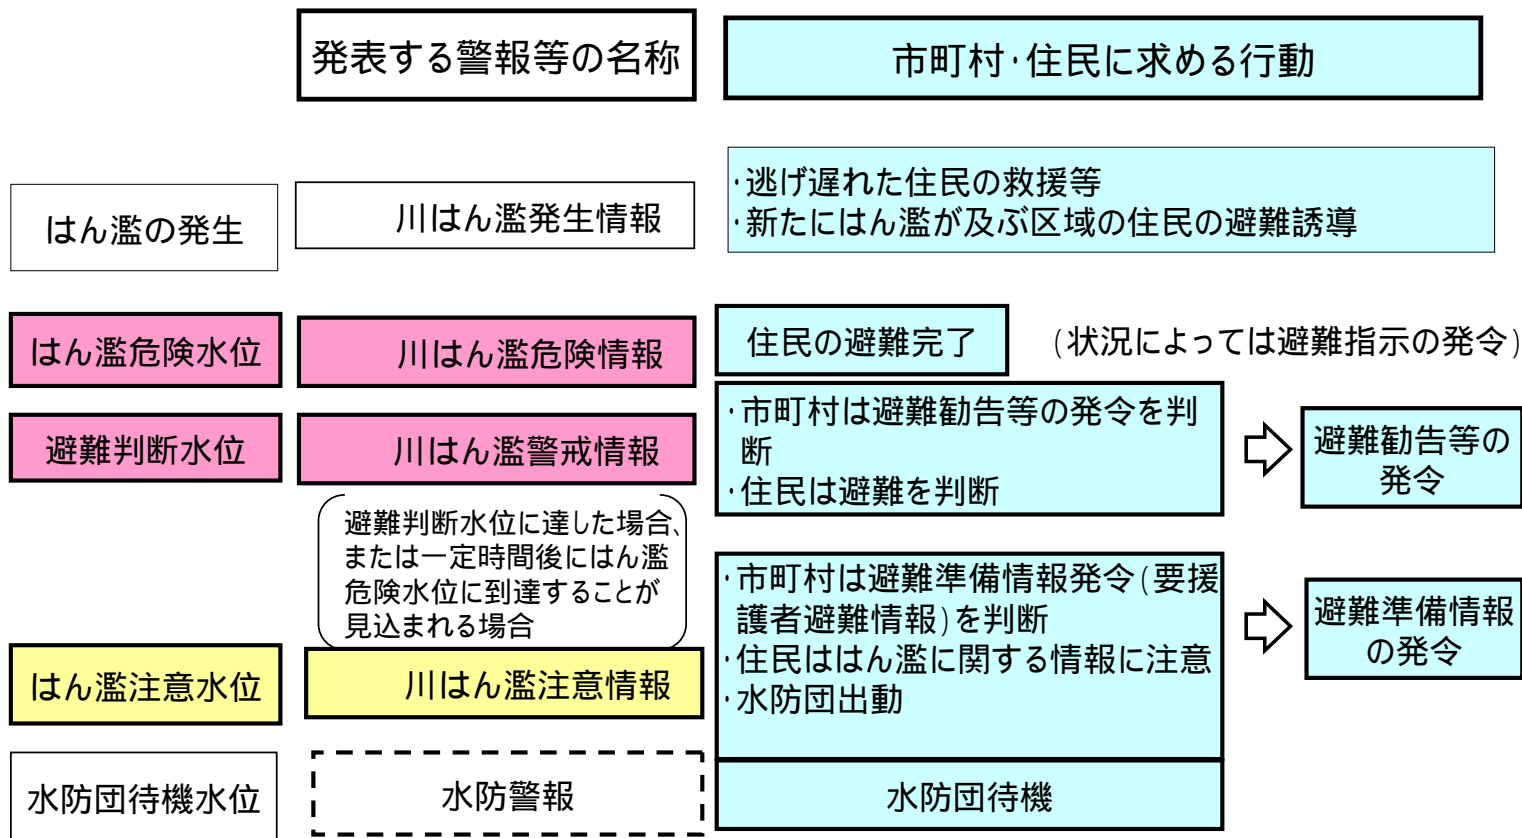 発表する警報等の名称
市町村・住民に求める行動
はん濫の発生
川はん濫発生情報
・逃げ遅れた住民の救援等
・新たにはん濫が及ぶ区域の住民の避難誘導
はん濫危険水位
川はん濫危険情報
住民の避難完了
(状況によっては避難指示の発令)
避難判断水位
川はん濫警戒情報
・市町村は避難勧告等の発令を判
断
・住民は避難を判断
避難勧告等の
発令
避難判断水位に達した場合、
または一定時間後にはん濫
危険水位に到達することが
見込まれる場合
・市町村は避難準備情報発令(要援
護者避難情報)を判断
・住民ははん濫に関する情報に注意
・水防団出動
避難準備情報
の発令
はん濫注意水位
川はん濫注意情報
水防団待機水位
水防警報
水防団待機